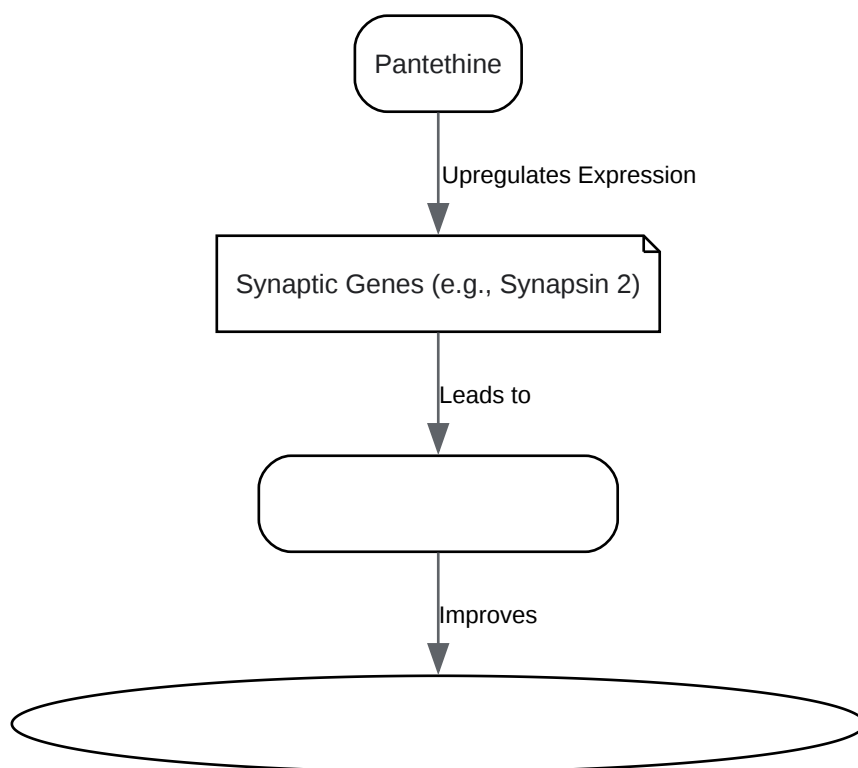 Pantethine
Upregulates Expression
Synaptic Genes (e.g., Synapsin 2)
Leads to
Improves